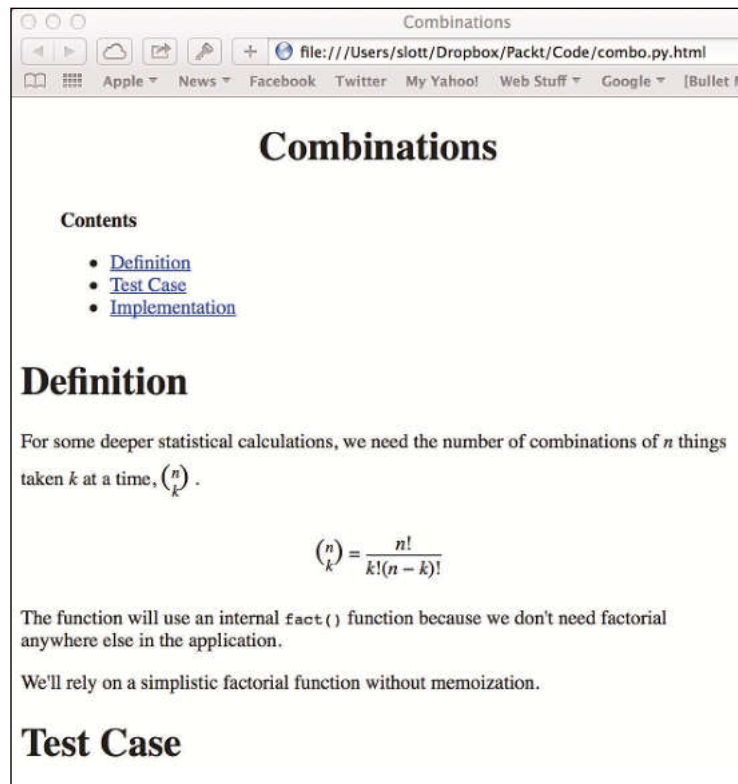 Combinations
file:///Users/slott/Dropbox/Packt/Code/combo.py.html
Apple News Facebook Twitter My Yahoo! Web Stuff Google [Bullet
Combinations
Contents
Definition
Test Case
Implementation
Definition
For some deeper statistical calculations, we need the number of combinations of n things
taken k at a time, (n k) .
(n k) = n! / k!(n − k)!
The function will use an internal fact() function because we don't need factorial
anywhere else in the application.
We'll rely on a simplistic factorial function without memoization.
Test Case